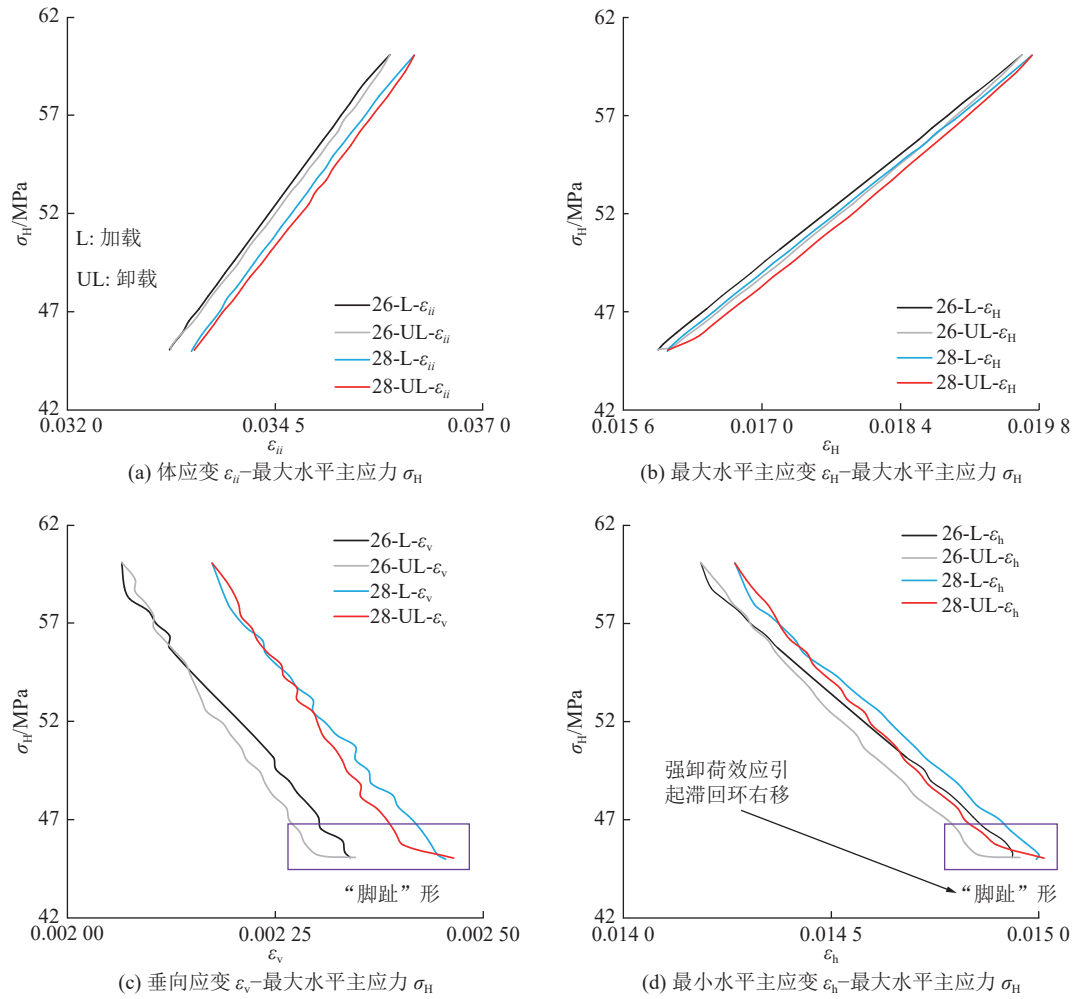 62
57
52
47
42
σH/MPa
L: 加载
UL: 卸载
26-L-εii
26-UL-εii
28-L-εii
28-UL-εii
0.032 0
0.034 5
0.037 0
εii
(a) 体应变 εii−最大水平主应力 σH
62
57
52
47
42
σH/MPa
26-L-εH
26-UL-εH
28-L-εH
28-UL-εH
0.015 6
0.017 0
0.018 4
0.019 8
εH
(b) 最大水平主应变 εH−最大水平主应力 σH
62
57
52
47
42
σH/MPa
26-L-εv
26-UL-εv
28-L-εv
28-UL-εv
“脚趾”形
0.002 00
0.002 25
0.002 50
εv
(c) 垂向应变 εv−最大水平主应力 σH
62
57
52
47
42
σH/MPa
26-L-εh
26-UL-εh
28-L-εh
28-UL-εh
强卸荷效应引
起滞回环右移
“脚趾”形
0.014 0
0.014 5
0.015 0
εh
(d) 最小水平主应变 εh−最大水平主应力 σH